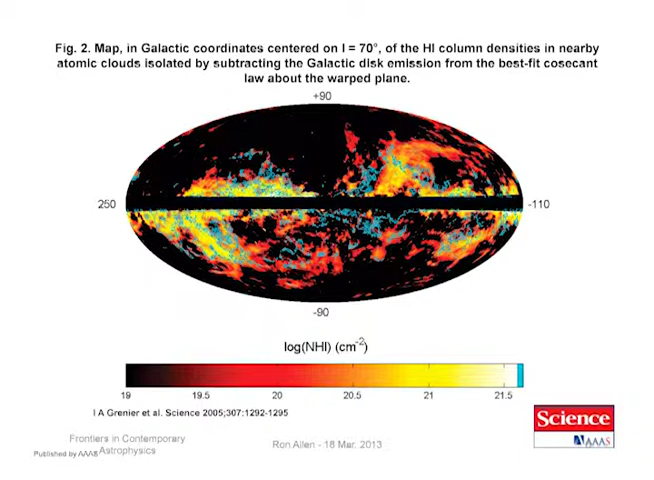 Fig. 2. Map, in Galactic coordinates centered on l = 70°, of the HI column densities in nearby
atomic clouds isolated by subtracting the Galactic disk emission from the best-fit cosecant
law about the warped plane.
+90
250
-110
-90
log(NHI) (cm⁻²)
19 19.5 20 20.5 21 21.5
I A Grenier et al. Science 2005;307:1292-1295
Science
AAAS
Frontiers in Contemporary
Astrophysics
Ron Allen - 18 Mar. 2013
Published by AAAS